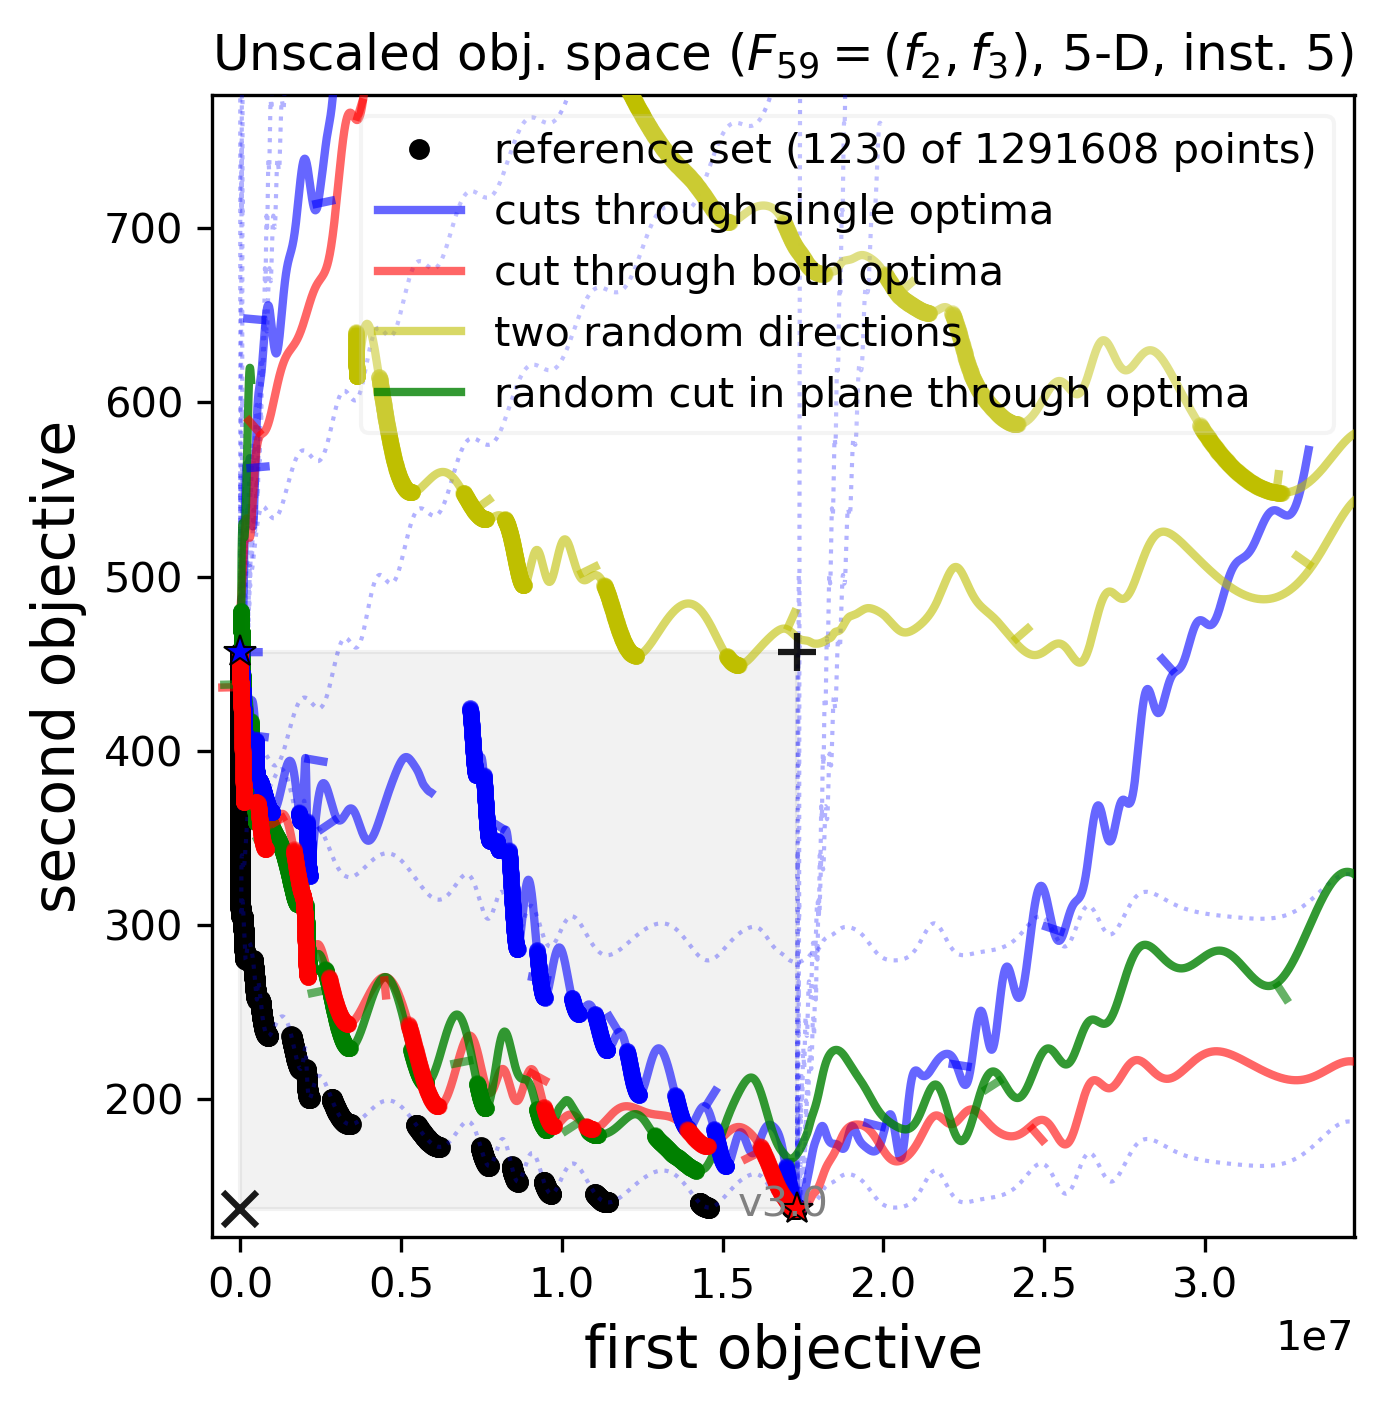 Unscaled obj. space (F₅₉ = (f₂, f₃), 5-D, inst. 5)
reference set (1230 of 1291608 points)
cuts through single optima
cut through both optima
two random directions
random cut in plane through optima
second objective
700
600
500
400
300
200
v3.0
0.0 0.5 1.0 1.5 2.0 2.5 3.0
1e7
first objective